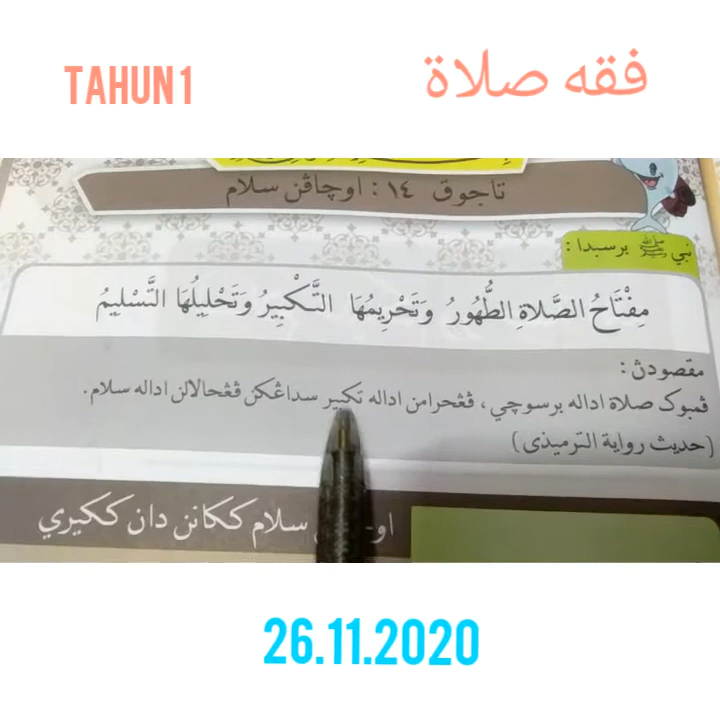 TAHUN 1
فقه صلاة
تاجوق ١٤ : اوچاڤن سلام
نبي ﷺ برسبدا :
مِفْتَاحُ الصَّلَاةِ الطُّهُورُ وَتَحْرِيمُهَا التَّكْبِيرُ وَتَحْلِيلُهَا التَّسْلِيمُ
مقصودڽ :
ڤمبوک صلاة اداله برسوچي، ڤڠحرامن اداله تکبير سداڠکن ڤڠحالالن اداله سلام.
(حديث رواية الترميذى)
سلام ککانن دان ککيري
26.11.2020